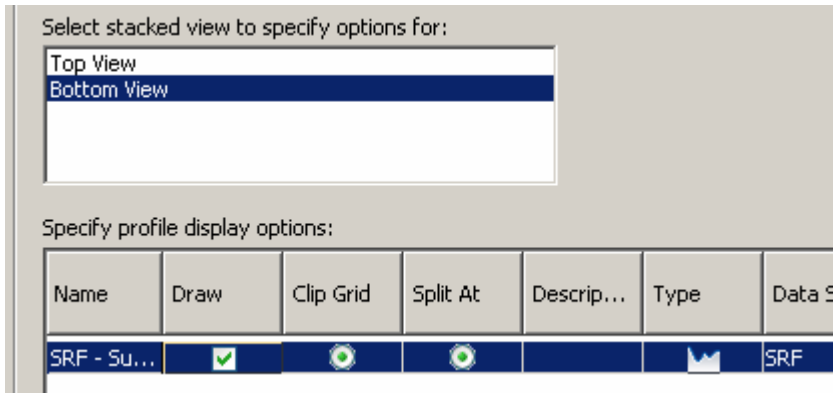 Select stacked view to specify options for:
Top View
Bottom View
Specify profile display options:
Name Draw Clip Grid Split At Descrip... Type Data S
SRF - Su... SRF